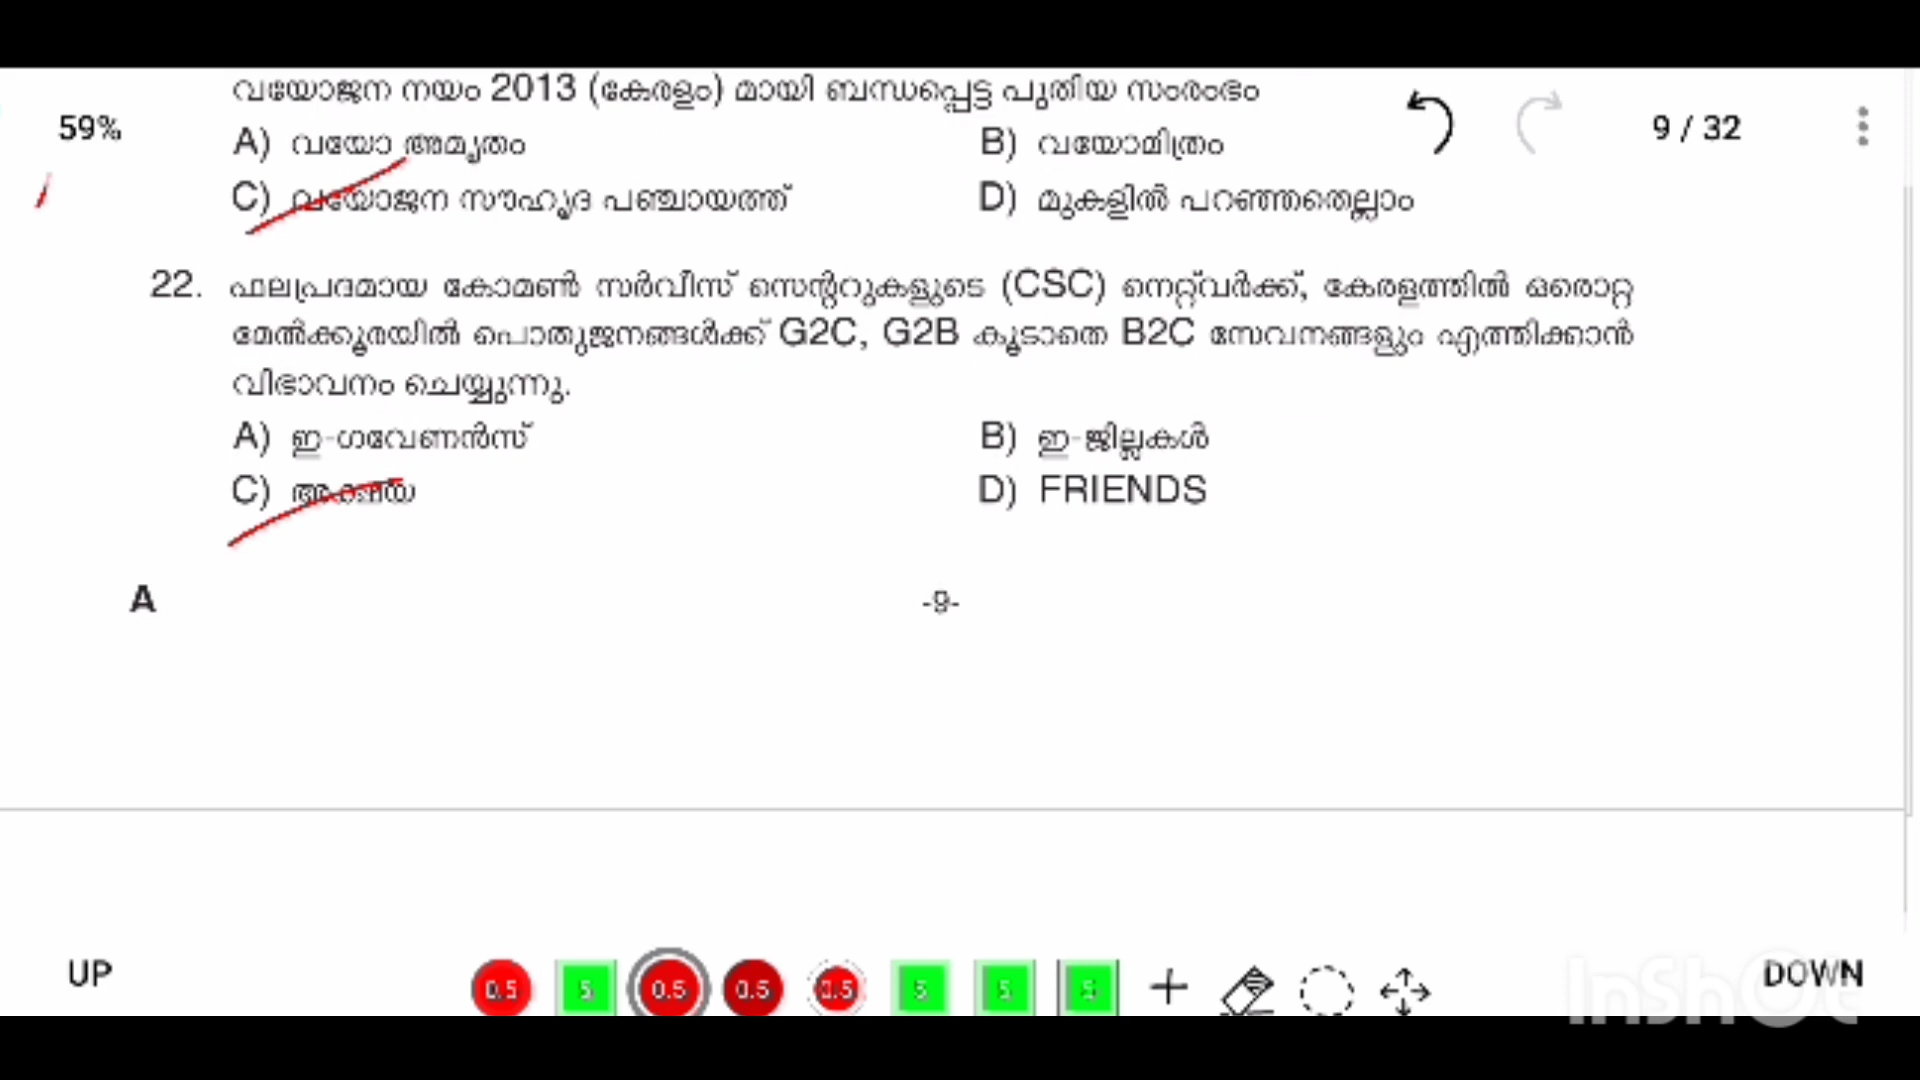 വയോജന നയം 2013 (കേരളം) മായി ബന്ധപ്പെട്ട പുതിയ സംരംഭം
59%
9 / 32
A) വയോ അമൃതം
B) വയോമിത്രം
C) വയോജന സൗഹൃദ പഞ്ചായത്ത്
D) മുകളിൽ പറഞ്ഞതെല്ലാം
22. ഫലപ്രദമായ കോമൺ സർവീസ് സെന്ററുകളുടെ (CSC) നെറ്റ്‌വർക്ക്, കേരളത്തിൽ ഒരൊറ്റ
മേൽക്കൂരയിൽ പൊതുജനങ്ങൾക്ക് G2C, G2B കൂടാതെ B2C സേവനങ്ങളും എത്തിക്കാൻ
വിഭാവനം ചെയ്യുന്നു.
A) ഇ-ഗവേണൻസ്
B) ഇ-ജില്ലകൾ
C) അക്ഷയ
D) FRIENDS
A
-9-
UP
0.5 5 0.5 0.5 0.5 5 5 5
DOWN
InShOt